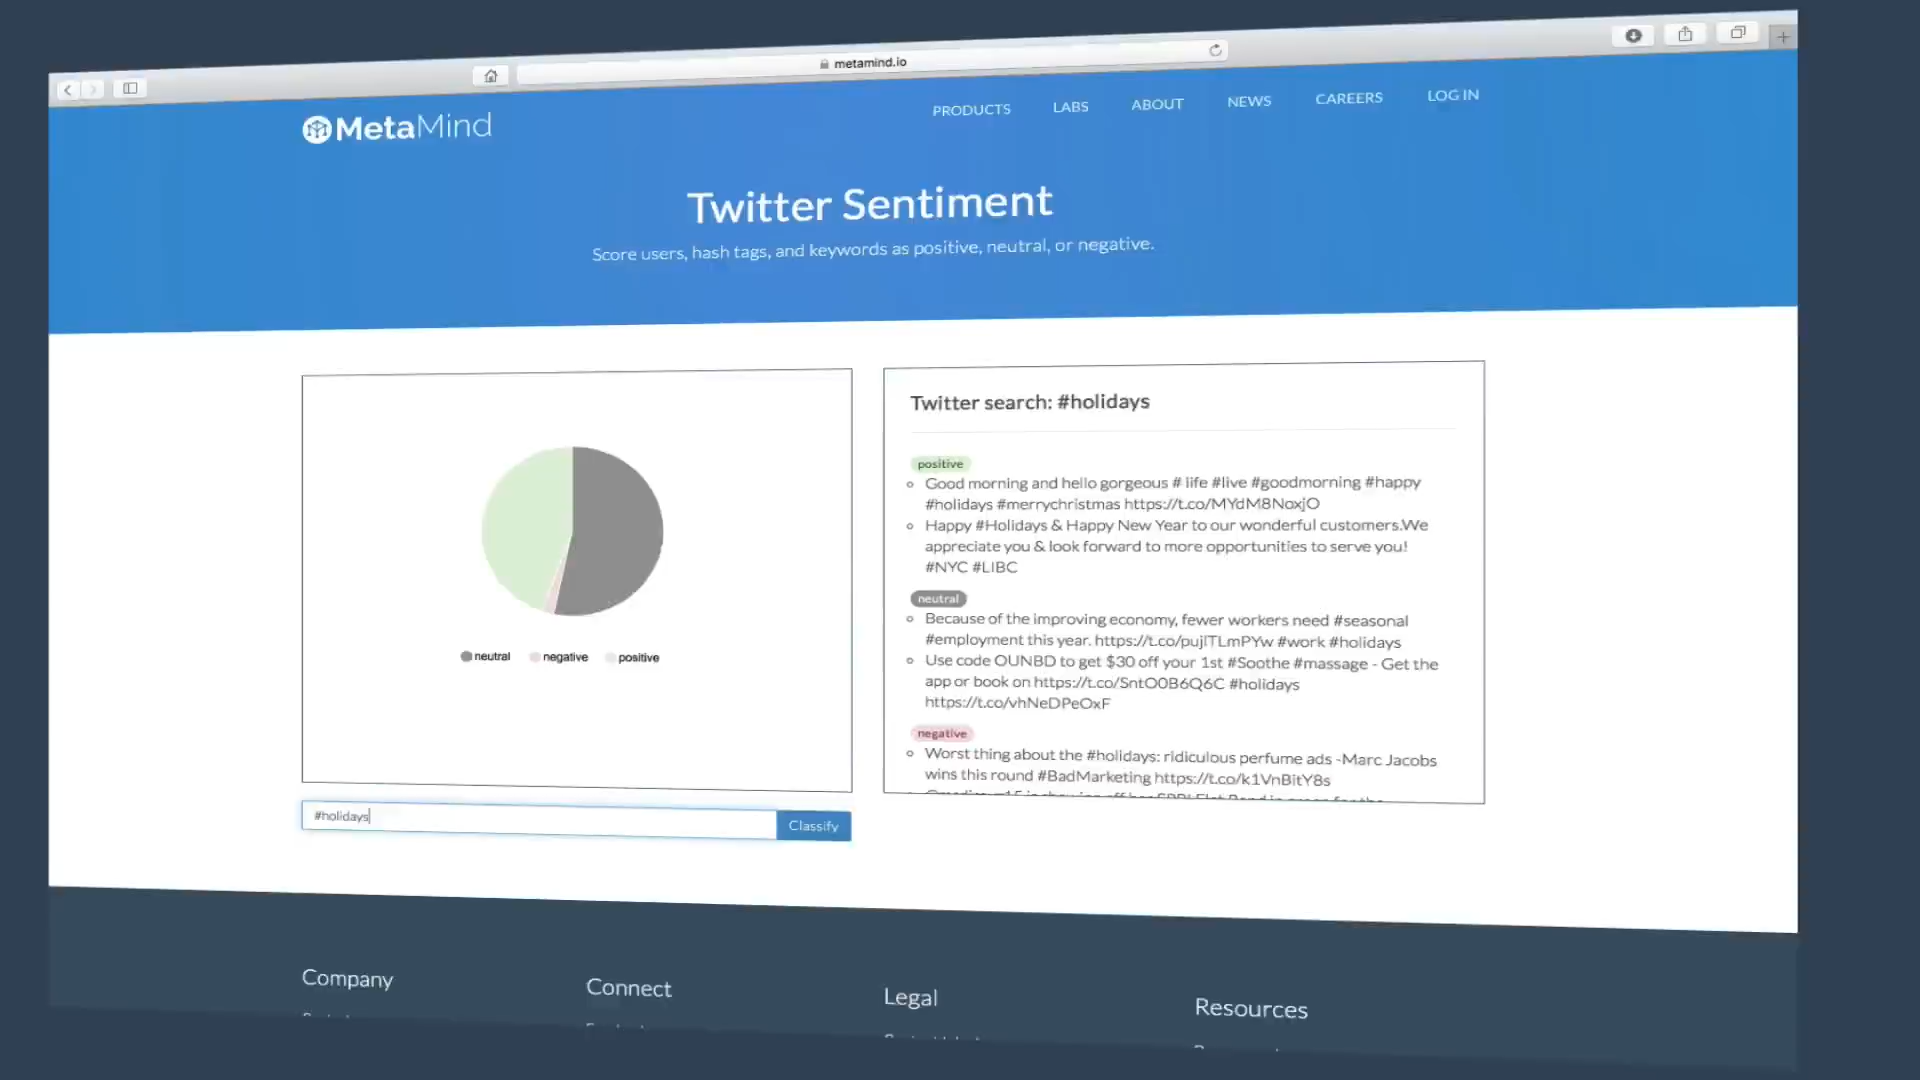 metamind.io
MetaMind
PRODUCTS LABS ABOUT NEWS CAREERS LOG IN
Twitter Sentiment
Score users, hash tags, and keywords as positive, neutral, or negative.
neutral negative positive
#holidays
Classify
Twitter search: #holidays
positive
Good morning and hello gorgeous # life #live #goodmorning #happy
#holidays #merrychristmas https://t.co/MYdM8NoxjO
Happy #Holidays & Happy New Year to our wonderful customers.We
appreciate you & look forward to more opportunities to serve you!
#NYC #LIBC
neutral
Because of the improving economy, fewer workers need #seasonal
#employment this year. https://t.co/pujlTLmPYw #work #holidays
Use code OUNBD to get $30 off your 1st #Soothe #massage - Get the
app or book on https://t.co/SntO0B6Q6C #holidays
https://t.co/vhNeDPeOxF
negative
Worst thing about the #holidays: ridiculous perfume ads -Marc Jacobs
wins this round #BadMarketing https://t.co/k1VnBitY8s
Company
Connect
Legal
Resources